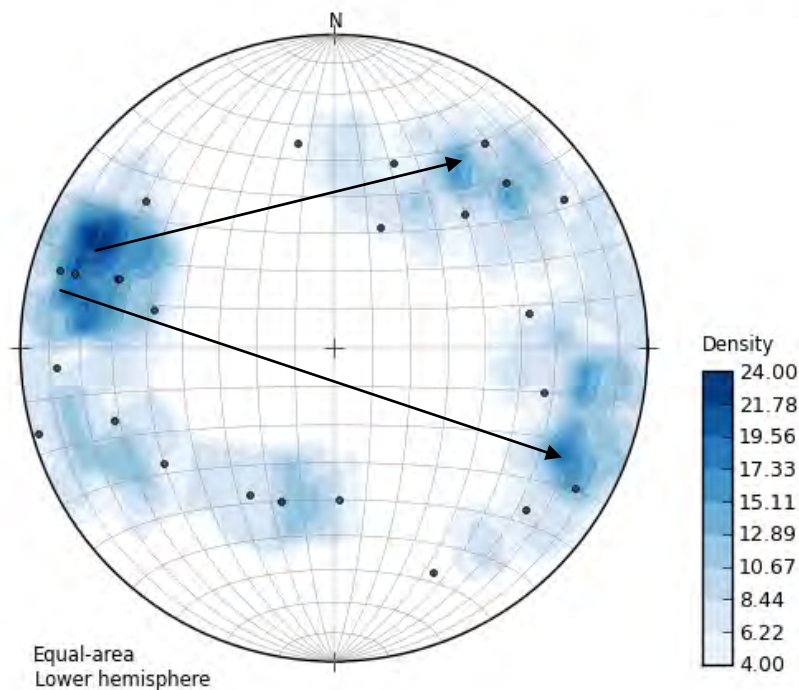 N
Density
24.00
21.78
19.56
17.33
15.11
12.89
10.67
8.44
6.22
4.00
Equal-area
Lower hemisphere